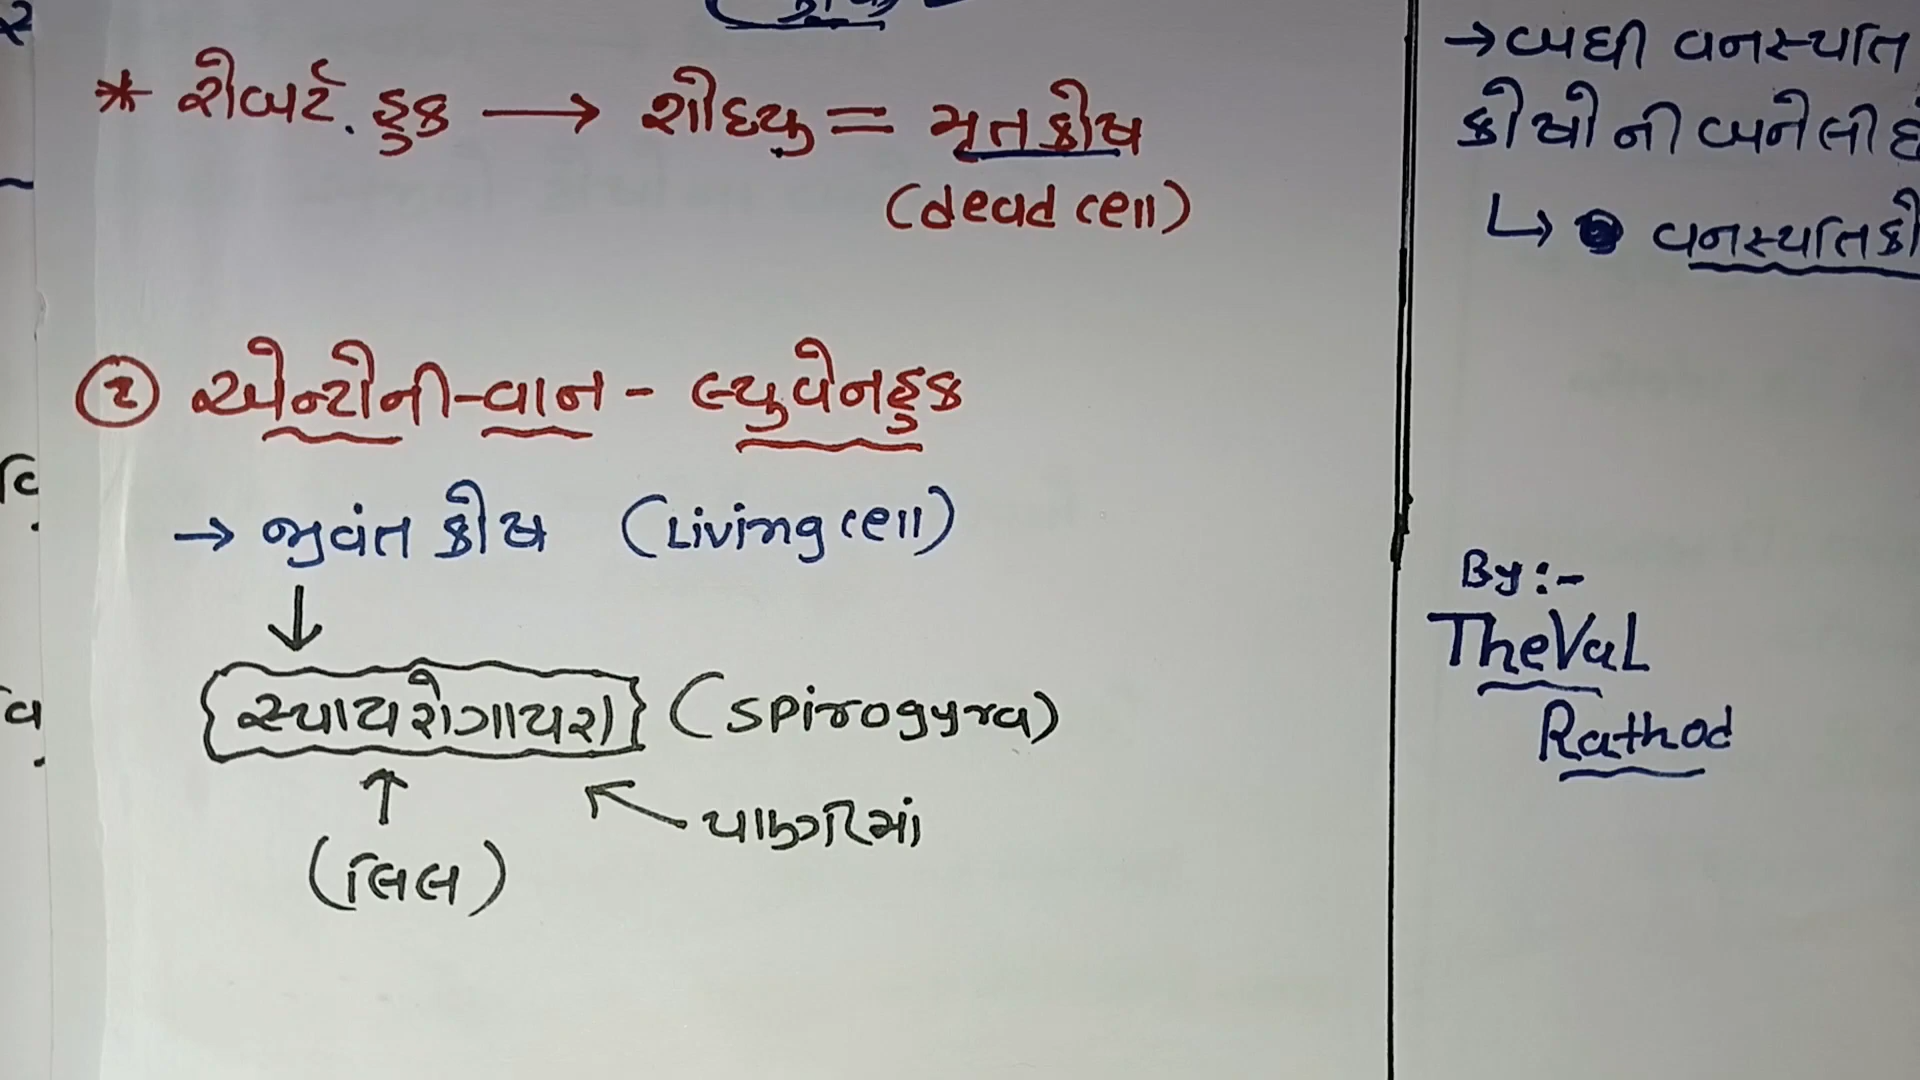 * રોબર્ટ. હુક → શોધ્યુ = મૃતકોષ
(dead cell)
② એન્ટોની-વાન - લ્યુવેનહુક
→ જીવંત કોષ (Living cell)
↓
{સ્પાયરોગાયરા} (Spirogyra)
↑ ↖ પાણીમાં
(લિલ)
→ બધી વનસ્પતિ
કોષો ની બનેલી છે
↳ વનસ્પતિકો
By :-
TheVaL
Rathod